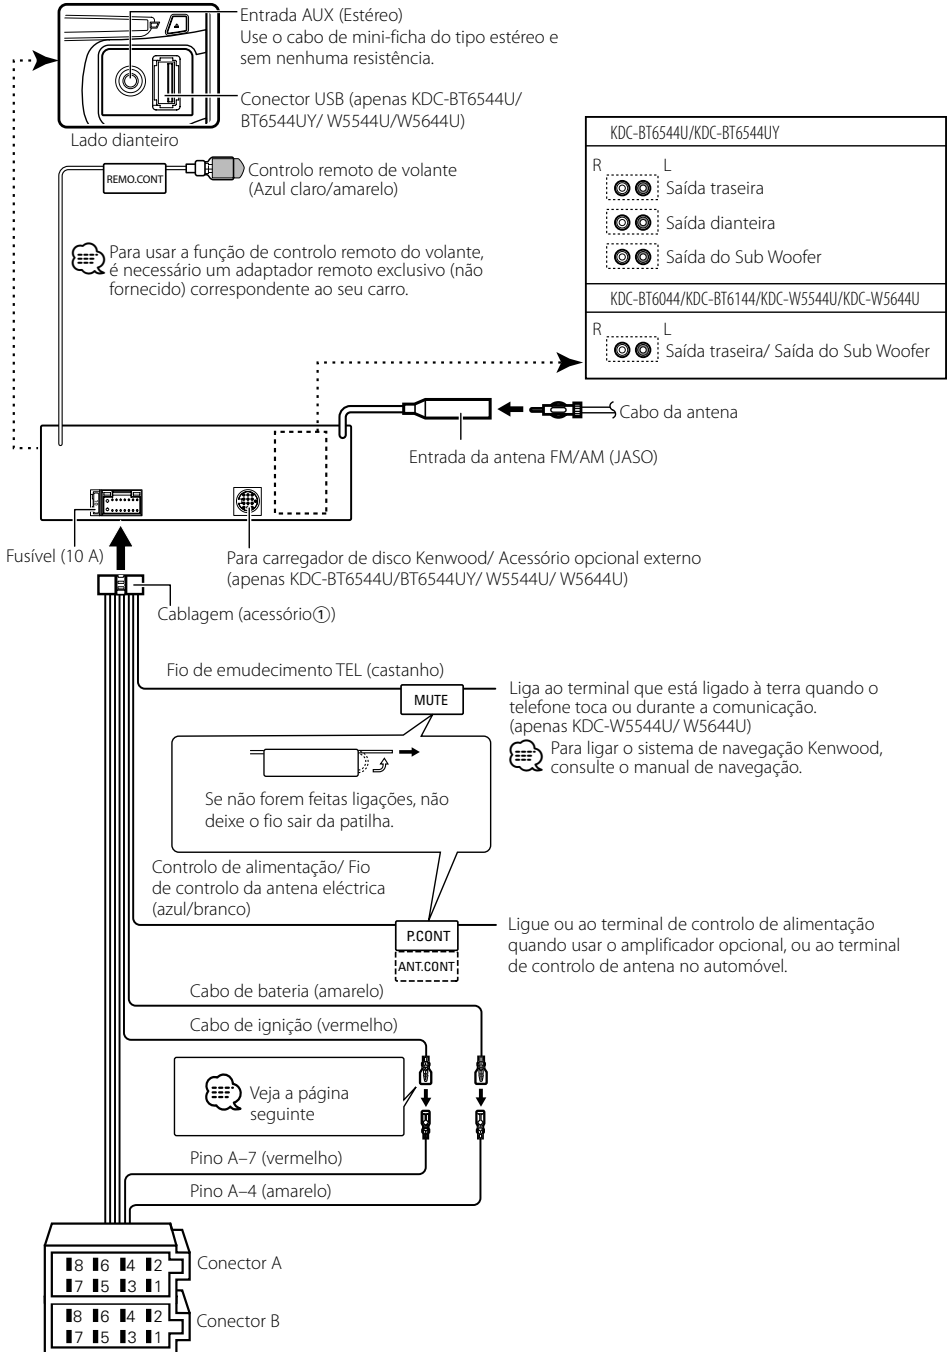 Entrada AUX (Estéreo)
Use o cabo de mini-ficha do tipo estéreo e
sem nenhuma resistência.
Conector USB (apenas KDC-BT6544U/
BT6544UY/ W5544U/W5644U)
Lado dianteiro
REMO.CONT
Controlo remoto de volante
(Azul claro/amarelo)
Para usar a função de controlo remoto do volante,
é necessário um adaptador remoto exclusivo (não
fornecido) correspondente ao seu carro.
KDC-BT6544U/KDC-BT6544UY
R L
Saída traseira
Saída dianteira
Saída do Sub Woofer
KDC-BT6044/KDC-BT6144/KDC-W5544U/KDC-W5644U
R L
Saída traseira/ Saída do Sub Woofer
Cabo da antena
Entrada da antena FM/AM (JASO)
Fusível (10 A)
Para carregador de disco Kenwood/ Acessório opcional externo
(apenas KDC-BT6544U/BT6544UY/ W5544U/ W5644U)
Cablagem (acessório①)
Fio de emudecimento TEL (castanho)
MUTE
Liga ao terminal que está ligado à terra quando o
telefone toca ou durante a comunicação.
(apenas KDC-W5544U/ W5644U)
Para ligar o sistema de navegação Kenwood,
consulte o manual de navegação.
Se não forem feitas ligações, não
deixe o fio sair da patilha.
Controlo de alimentação/ Fio
de controlo da antena eléctrica
(azul/branco)
P.CONT
ANT.CONT
Ligue ou ao terminal de controlo de alimentação
quando usar o amplificador opcional, ou ao terminal
de controlo de antena no automóvel.
Cabo de bateria (amarelo)
Cabo de ignição (vermelho)
Veja a página
seguinte
Pino A–7 (vermelho)
Pino A–4 (amarelo)
8 6 4 2
7 5 3 1
Conector A
8 6 4 2
7 5 3 1
Conector B